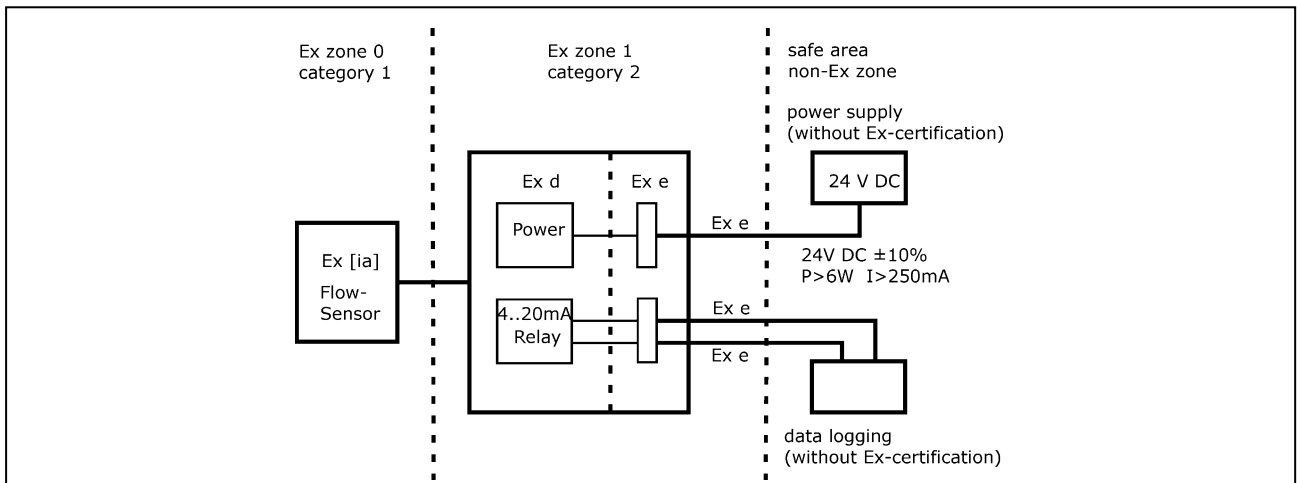 Ex zone 0
category 1
Ex zone 1
category 2
safe area
non-Ex zone
power supply
(without Ex-certification)
24 V DC
Ex d
Ex e
Power
Ex e
24V DC ±10%
P>6W I>250mA
Ex [ia]
Flow-
Sensor
4..20mA
Relay
Ex e
Ex e
data logging
(without Ex-certification)